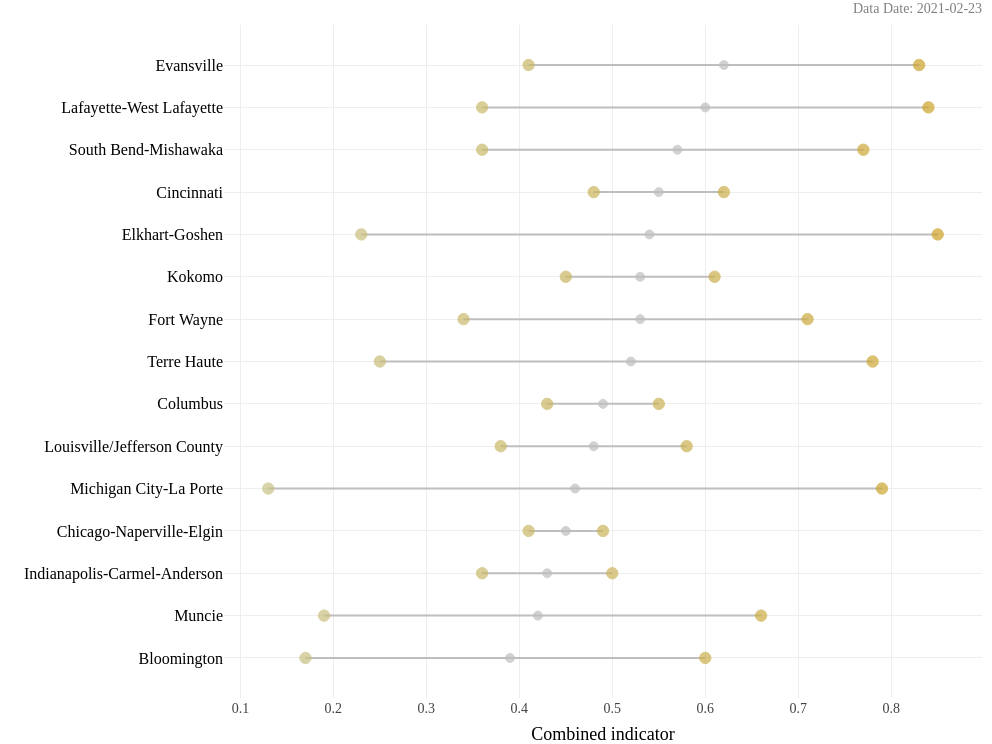 Data Date: 2021-02-23
Evansville
Lafayette-West Lafayette
South Bend-Mishawaka
Cincinnati
Elkhart-Goshen
Kokomo
Fort Wayne
Terre Haute
Columbus
Louisville/Jefferson County
Michigan City-La Porte
Chicago-Naperville-Elgin
Indianapolis-Carmel-Anderson
Muncie
Bloomington
0.1 0.2 0.3 0.4 0.5 0.6 0.7 0.8
Combined indicator